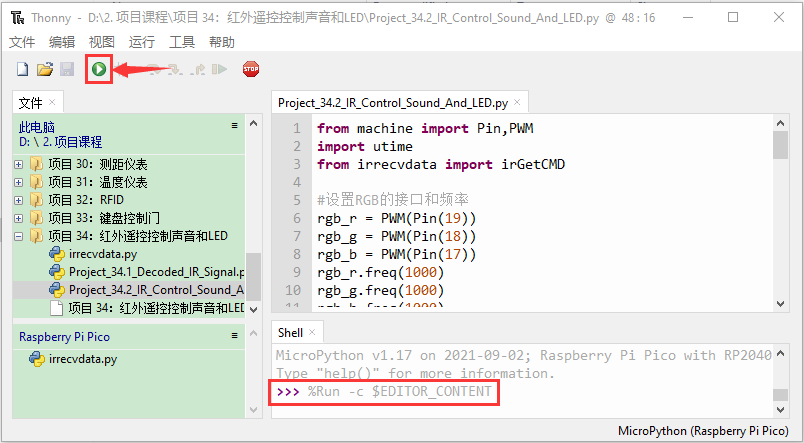 Thonny - D:\2. 项目课程\项目 34：红外遥控控制声音和LED\Project_34.2_IR_Control_Sound_And_LED.py @ 48 : 16
文件 编辑 视图 运行 工具 帮助
STOP
文件
此电脑
D: \ 2. 项目课程
项目 30：测距仪表
项目 31：温度仪表
项目 32：RFID
项目 33：键盘控制门
项目 34：红外遥控控制声音和LED
irrecvdata.py
Project_34.1_Decoded_IR_Signal.p
Project_34.2_IR_Control_Sound_A
项目 34：红外遥控控制声音和LED
Raspberry Pi Pico
irrecvdata.py
Project_34.2_IR_Control_Sound_And_LED.py
1 from machine import Pin,PWM
2 import utime
3 from irrecvdata import irGetCMD
4
5 #设置RGB的接口和频率
6 rgb_r = PWM(Pin(19))
7 rgb_g = PWM(Pin(18))
8 rgb_b = PWM(Pin(17))
9 rgb_r.freq(1000)
10 rgb_g.freq(1000)
11 rgb_b.freq(1000)
Shell
MicroPython v1.17 on 2021-09-02; Raspberry Pi Pico with RP2040
Type "help()" for more information.
>>> %Run -c $EDITOR_CONTENT
MicroPython (Raspberry Pi Pico)